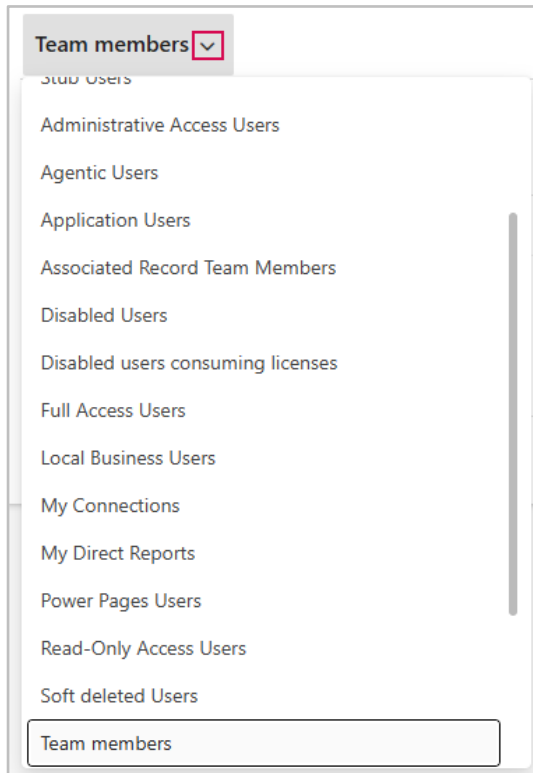 Team members
Stub Users
Administrative Access Users
Agentic Users
Application Users
Associated Record Team Members
Disabled Users
Disabled users consuming licenses
Full Access Users
Local Business Users
My Connections
My Direct Reports
Power Pages Users
Read-Only Access Users
Soft deleted Users
Team members